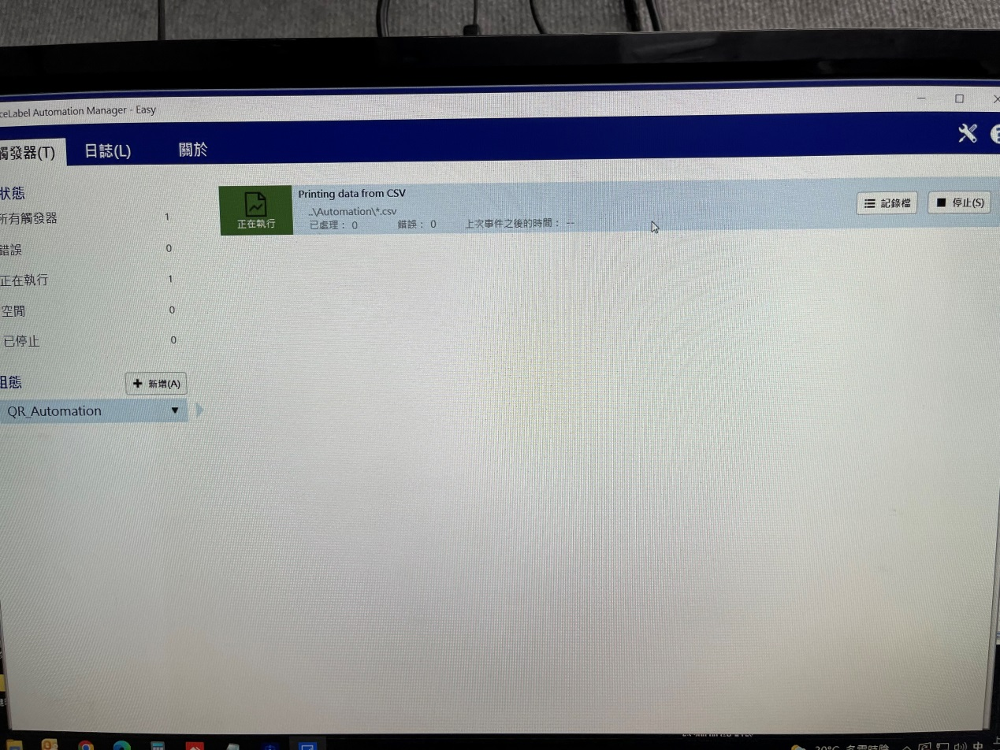 ceLabel Automation Manager - Easy
觸發器(T) 日誌(L) 關於
狀態
所有觸發器 1
錯誤 0
正在執行 1
空閒 0
已停止 0
組態 新增(A)
QR_Automation
正在執行
Printing data from CSV
..\Automation\*.csv
已處理： 0 錯誤： 0 上次事件之後的時間： --
記錄檔 停止(S)
30°C 多雲時陰 中